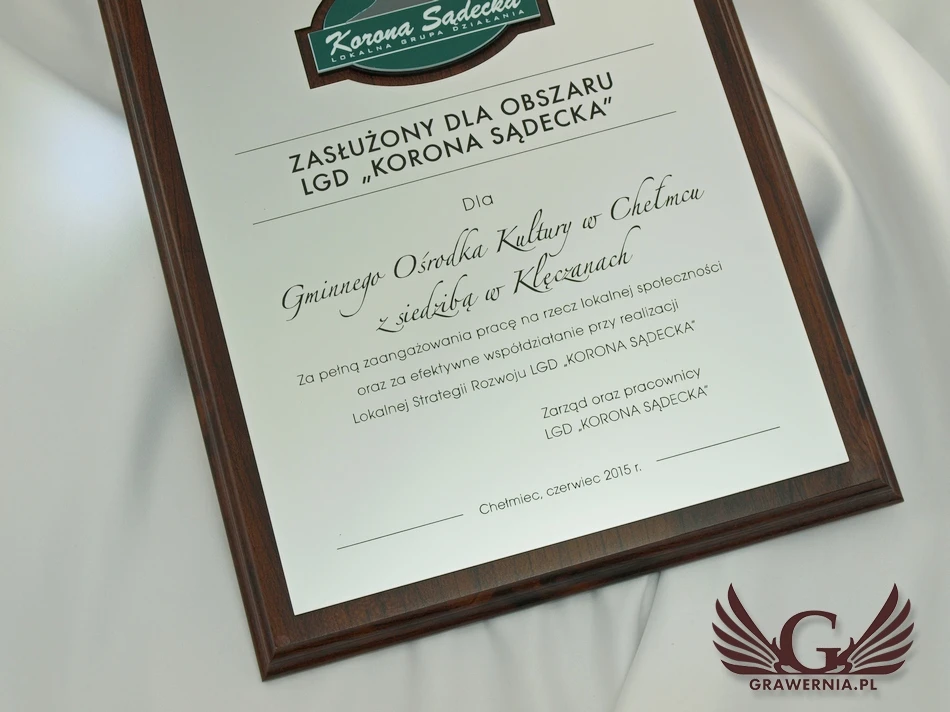 Korona Sądecka
LOKALNA GRUPA DZIAŁANIA
ZASŁUŻONY DLA OBSZARU
LGD „KORONA SĄDECKA”
Dla
Gminnego Ośrodka Kultury w Chełmcu
z siedzibą w Klęczanach
Za pełną zaangażowania pracę na rzecz lokalnej społeczności
oraz za efektywne współdziałanie przy realizacji
Lokalnej Strategii Rozwoju LGD „KORONA SĄDECKA”
Zarząd oraz pracownicy
LGD „KORONA SĄDECKA”
Chełmiec, czerwiec 2015 r.
G
GRAWERNIA.PL